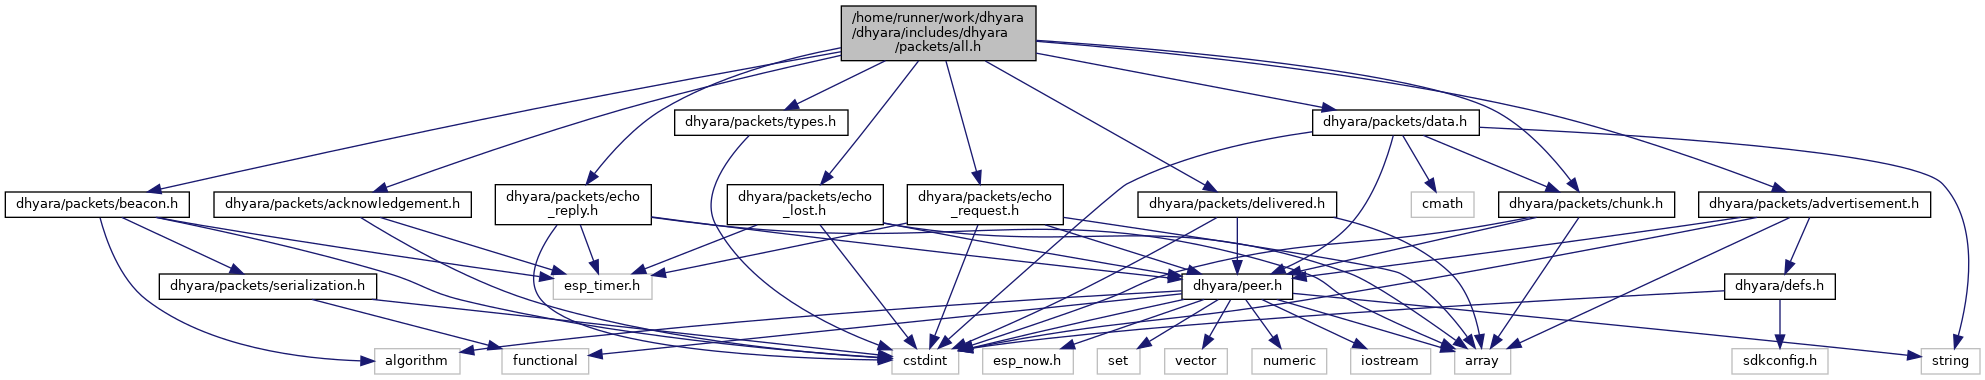 /home/runner/work/dhyara
/dhyara/includes/dhyara
/packets/all.h
dhyara/packets/types.h
dhyara/packets/data.h
dhyara/packets/beacon.h
dhyara/packets/acknowledgement.h
dhyara/packets/echo
_reply.h
dhyara/packets/echo
_lost.h
dhyara/packets/echo
_request.h
dhyara/packets/delivered.h
cmath
dhyara/packets/chunk.h
dhyara/packets/advertisement.h
dhyara/packets/serialization.h
esp_timer.h
dhyara/peer.h
dhyara/defs.h
algorithm
functional
cstdint
esp_now.h
set
vector
numeric
iostream
array
sdkconfig.h
string